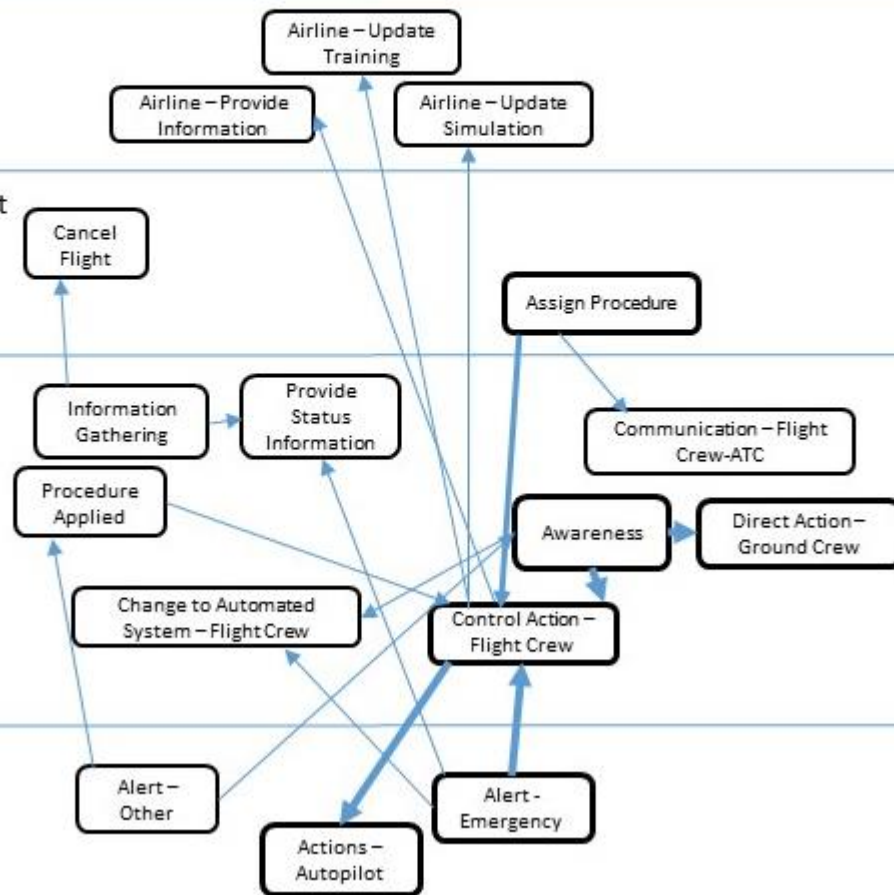 Airline – Update
Training
Airline – Provide
Information
Airline – Update
Simulation
t
Cancel
Flight
Assign Procedure
Information
Gathering
Provide
Status
Information
Communication – Flight
Crew-ATC
Procedure
Applied
Awareness
Direct Action –
Ground Crew
Change to Automated
System – Flight Crew
Control Action –
Flight Crew
Alert –
Other
Alert -
Emergency
Actions –
Autopilot